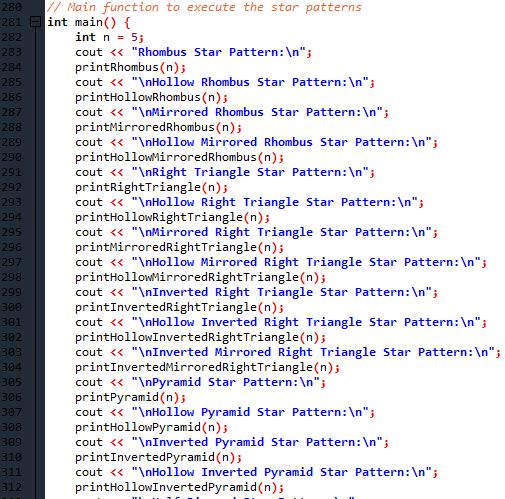 280 // Main function to execute the star patterns
281 int main() {
282 int n = 5;
283 cout << "Rhombus Star Pattern:\n";
284 printRhombus(n);
285 cout << "\nHollow Rhombus Star Pattern:\n";
286 printHollowRhombus(n);
287 cout << "\nMirrored Rhombus Star Pattern:\n";
288 printMirroredRhombus(n);
289 cout << "\nHollow Mirrored Rhombus Star Pattern:\n";
290 printHollowMirroredRhombus(n);
291 cout << "\nRight Triangle Star Pattern:\n";
292 printRightTriangle(n);
293 cout << "\nHollow Right Triangle Star Pattern:\n";
294 printHollowRightTriangle(n);
295 cout << "\nMirrored Right Triangle Star Pattern:\n";
296 printMirroredRightTriangle(n);
297 cout << "\nHollow Mirrored Right Triangle Star Pattern:\n";
298 printHollowMirroredRightTriangle(n);
299 cout << "\nInverted Right Triangle Star Pattern:\n";
300 printInvertedRightTriangle(n);
301 cout << "\nHollow Inverted Right Triangle Star Pattern:\n";
302 printHollowInvertedRightTriangle(n);
303 cout << "\nInverted Mirrored Right Triangle Star Pattern:\n";
304 printInvertedMirroredRightTriangle(n);
305 cout << "\nPyramid Star Pattern:\n";
306 printPyramid(n);
307 cout << "\nHollow Pyramid Star Pattern:\n";
308 printHollowPyramid(n);
309 cout << "\nInverted Pyramid Star Pattern:\n";
310 printInvertedPyramid(n);
311 cout << "\nHollow Inverted Pyramid Star Pattern:\n";
312 printHollowInvertedPyramid(n);